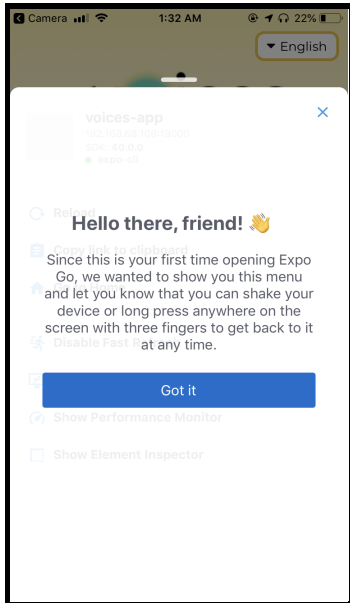 Camera
1:32 AM
22%
English
voices-app
192.168.68.109:19000
SDK: 40.0.0
expo-cli
Reload
Hello there, friend! 👋
Copy link to clipboard
Since this is your first time opening Expo
Go, we wanted to show you this menu
and let you know that you can shake your
device or long press anywhere on the
screen with three fingers to get back to it
at any time.
Disable Fast Refresh
Got it
Show Performance Monitor
Show Element Inspector